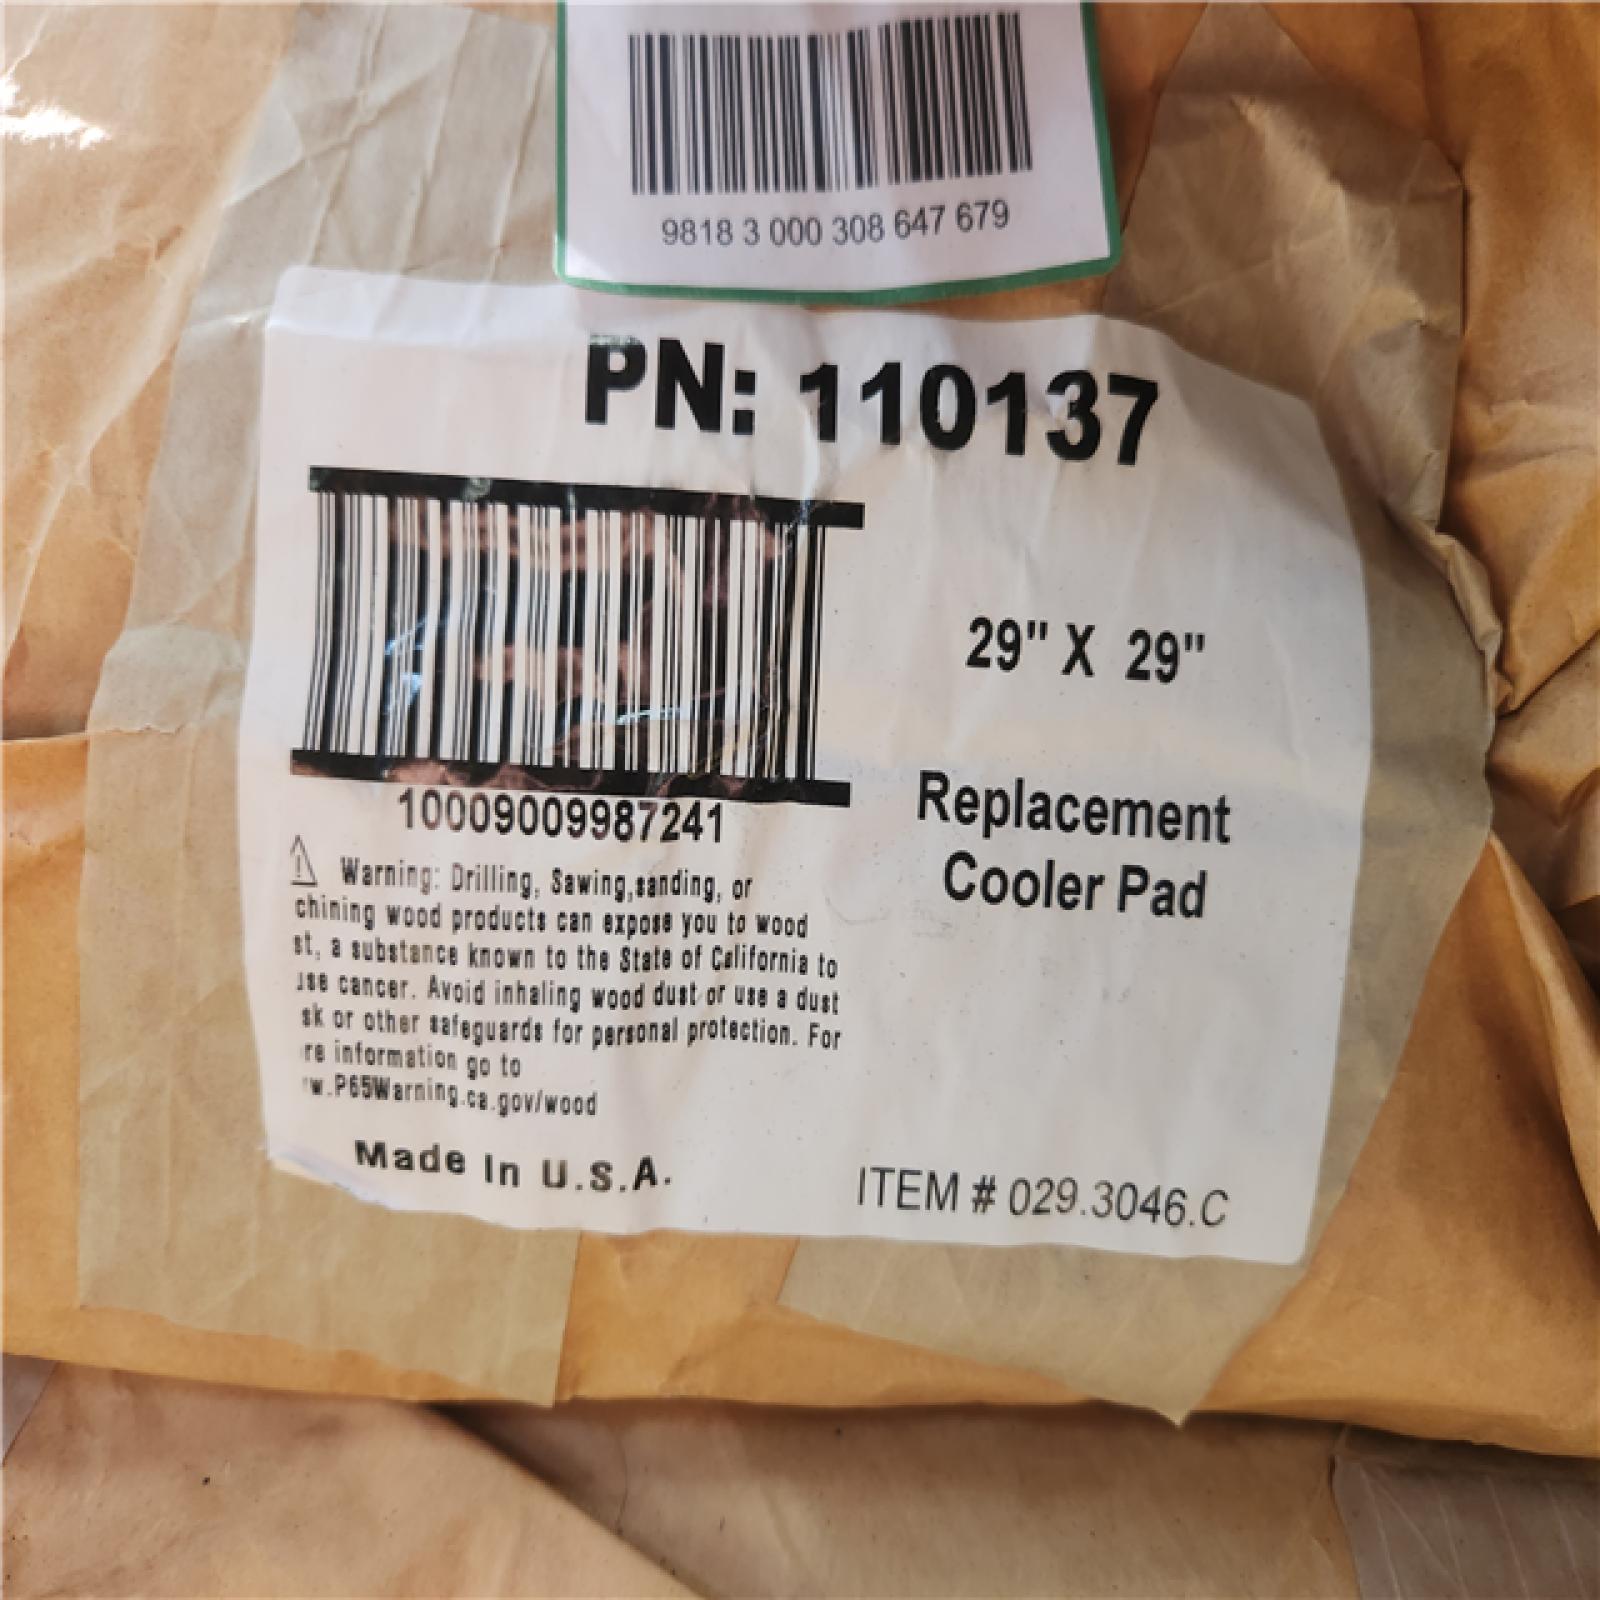 9818 3 000 308 647 679
PN: 110137
29" X 29"
10009009987241
Replacement
Cooler Pad
Warning: Drilling, Sawing,sanding, or
chining wood products can expose you to wood
st, a substance known to the State of California to
use cancer. Avoid inhaling wood dust or use a dust
sk or other safeguards for personal protection. For
re information go to
w.P65Warning.ca.gov/wood
Made In U.S.A.
ITEM # 029.3046.C